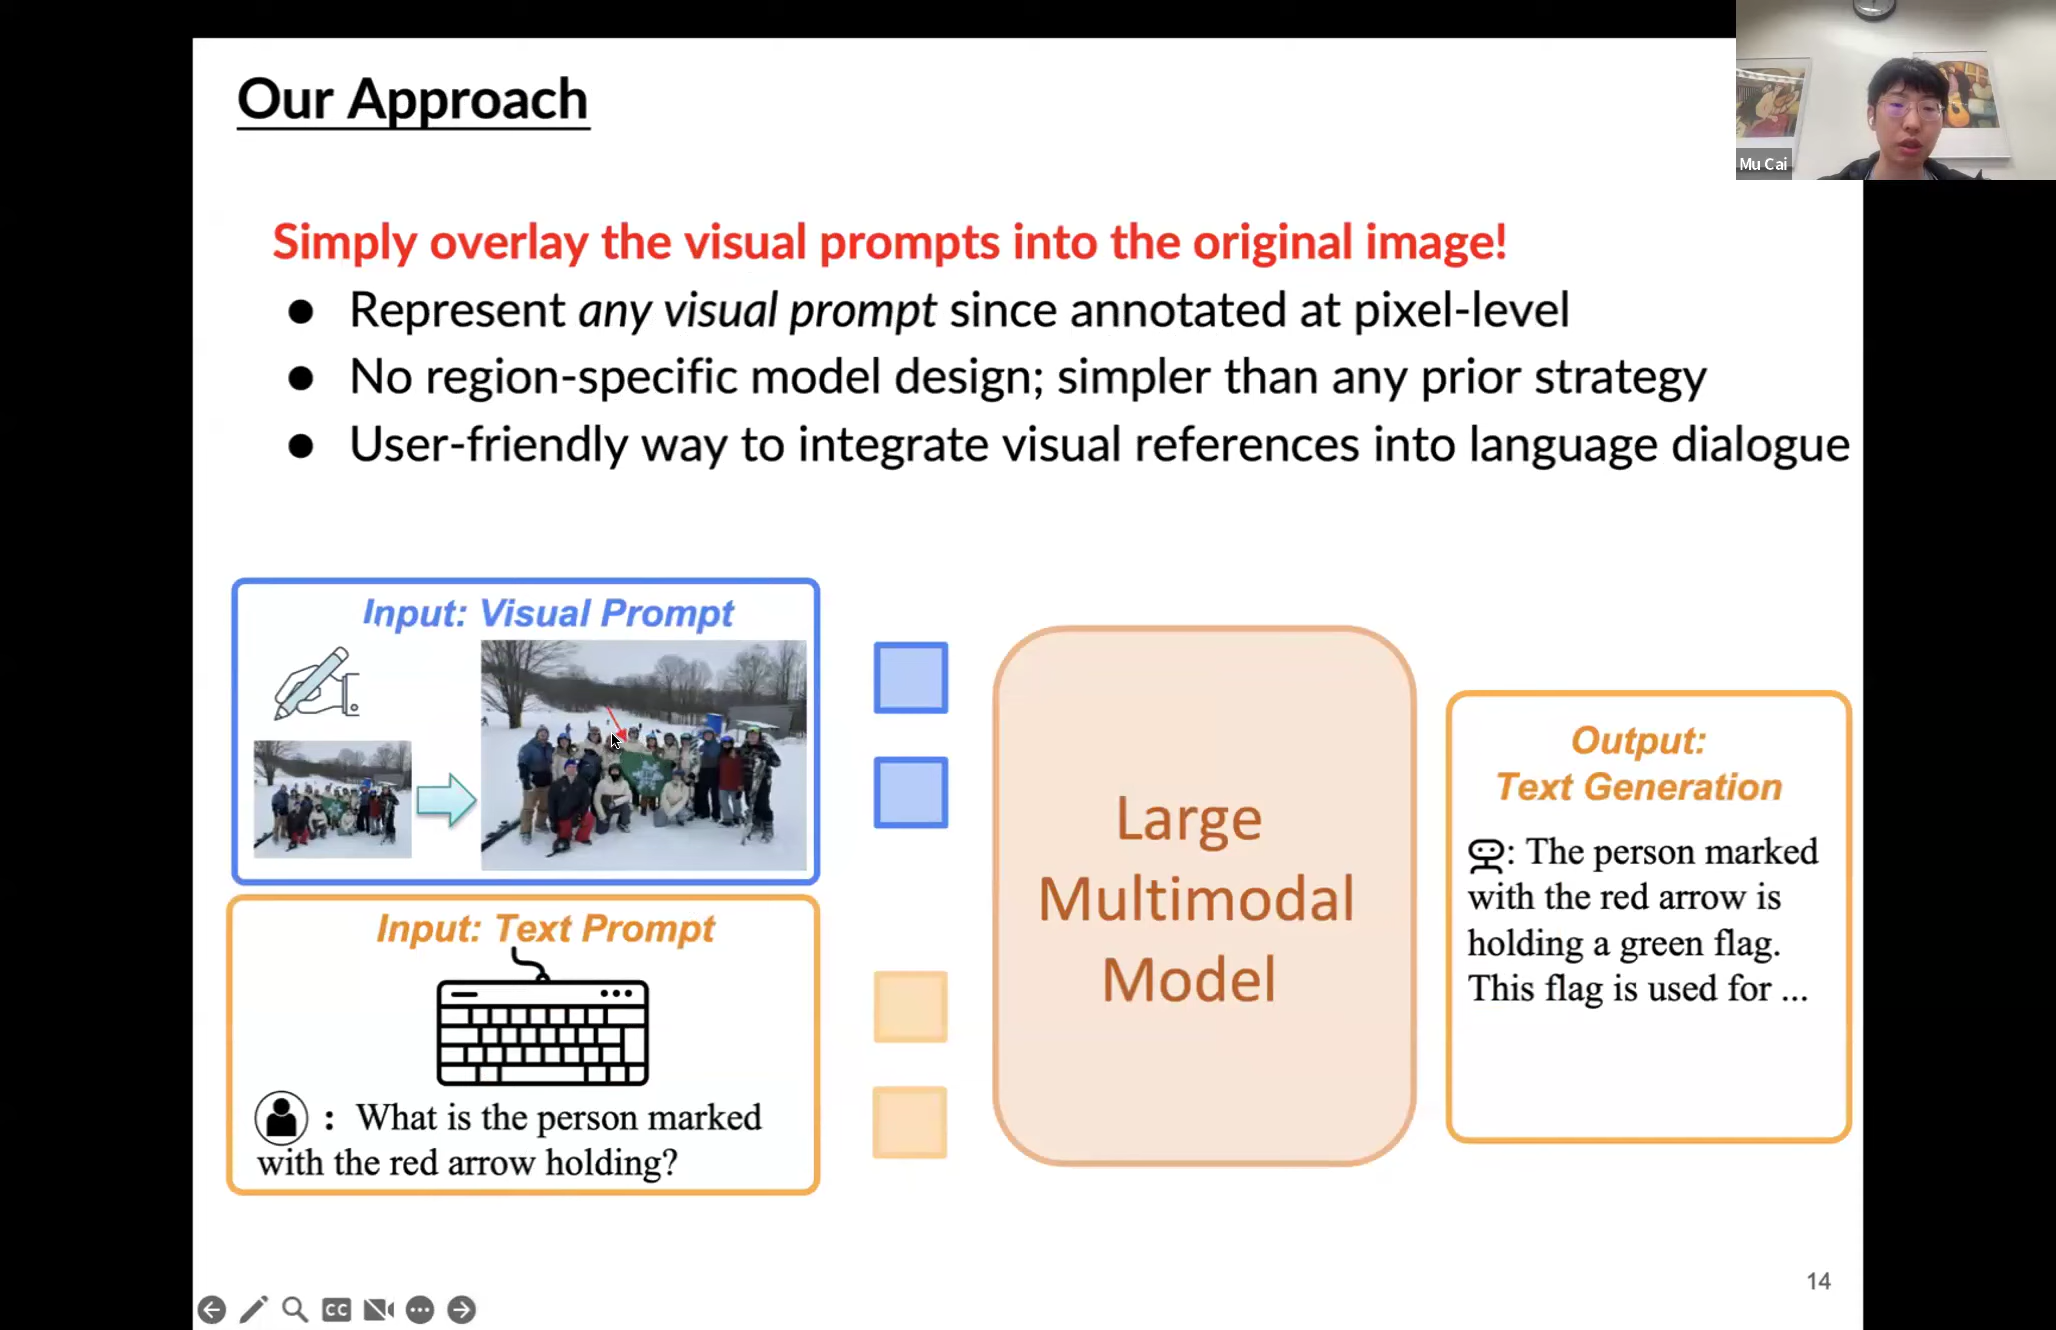 Our Approach
Mu Cai
Simply overlay the visual prompts into the original image!
● Represent any visual prompt since annotated at pixel-level
● No region-specific model design; simpler than any prior strategy
● User-friendly way to integrate visual references into language dialogue
Input: Visual Prompt
Input: Text Prompt
: What is the person marked
with the red arrow holding?
Large
Multimodal
Model
Output:
Text Generation
: The person marked
with the red arrow is
holding a green flag.
This flag is used for ...
14
CC